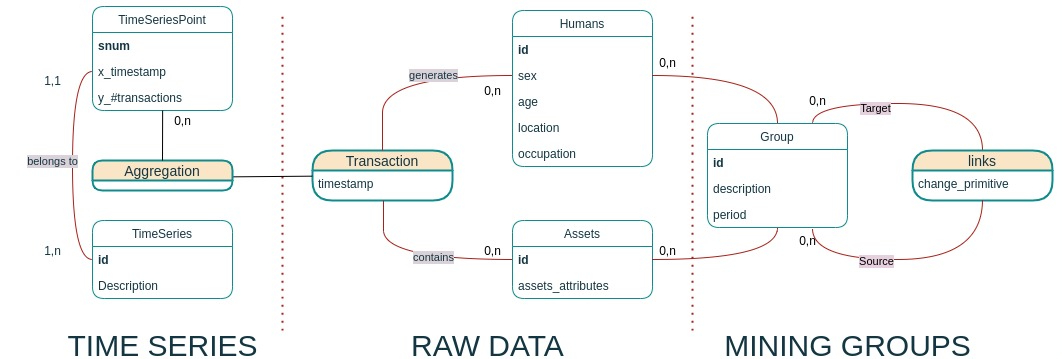 TimeSeriesPoint
snum
x_timestamp
y_#transactions
1,1
0,n
belongs to
Aggregation
1,n
TimeSeries
id
Description
TIME SERIES
generates
0,n
Transaction
timestamp
contains
0,n
Humans
id
sex
age
location
occupation
0,n
Assets
id
assets_attributes
0,n
RAW DATA
Group
id
description
period
0,n
Target
links
change_primitive
0,n
Source
MINING GROUPS